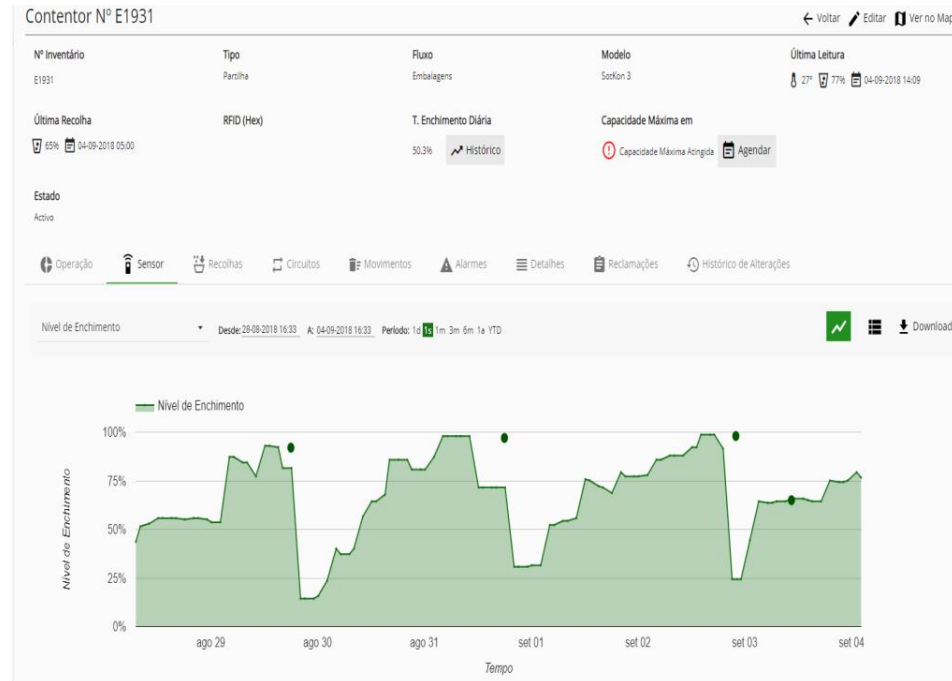 Contentor Nº E1931
Voltar Editar Ver no Map
Nº Inventário Tipo Fluxo Modelo Última Leitura
E1931 Partilha Embalagens SotKon 3 27° 77% 04-09-2018 14:09
Última Recolha RFID (Hex) T. Enchimento Diária Capacidade Máxima em
65% 04-09-2018 05:00 50.3% Histórico Capacidade Máxima Atingida Agendar
Estado
Activo
Operação Sensor Recolhas Circuitos Movimentos Alarmes Detalhes Reclamações Histórico de Alterações
Nível de Enchimento Desde: 28-08-2018 16:33 A: 04-09-2018 16:33 Período: 1d 1s 1m 3m 6m 1a YTD Download
Nível de Enchimento
100%
75%
50%
25%
0%
Nível de Enchimento
ago 29 ago 30 ago 31 set 01 set 02 set 03 set 04
Tempo